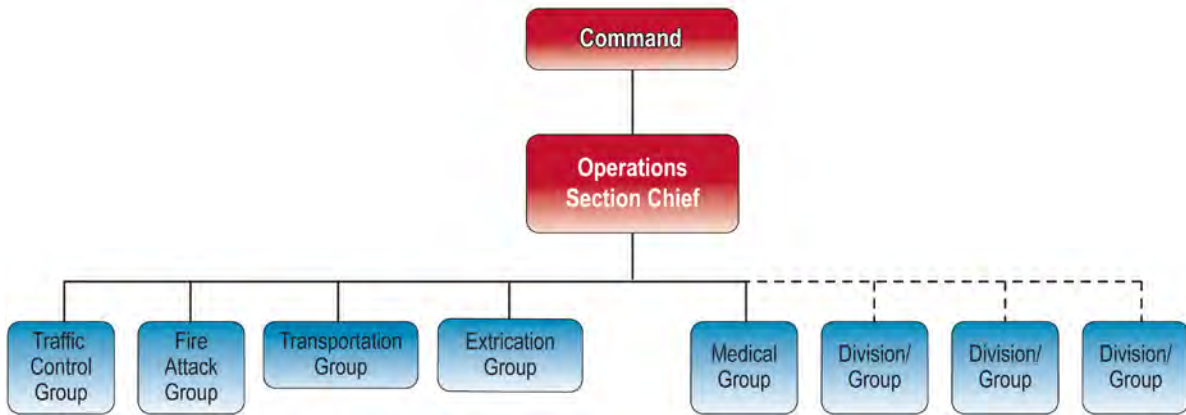 Command
Operations
Section Chief
Traffic
Control
Group
Fire
Attack
Group
Transportation
Group
Extrication
Group
Medical
Group
Division/
Group
Division/
Group
Division/
Group